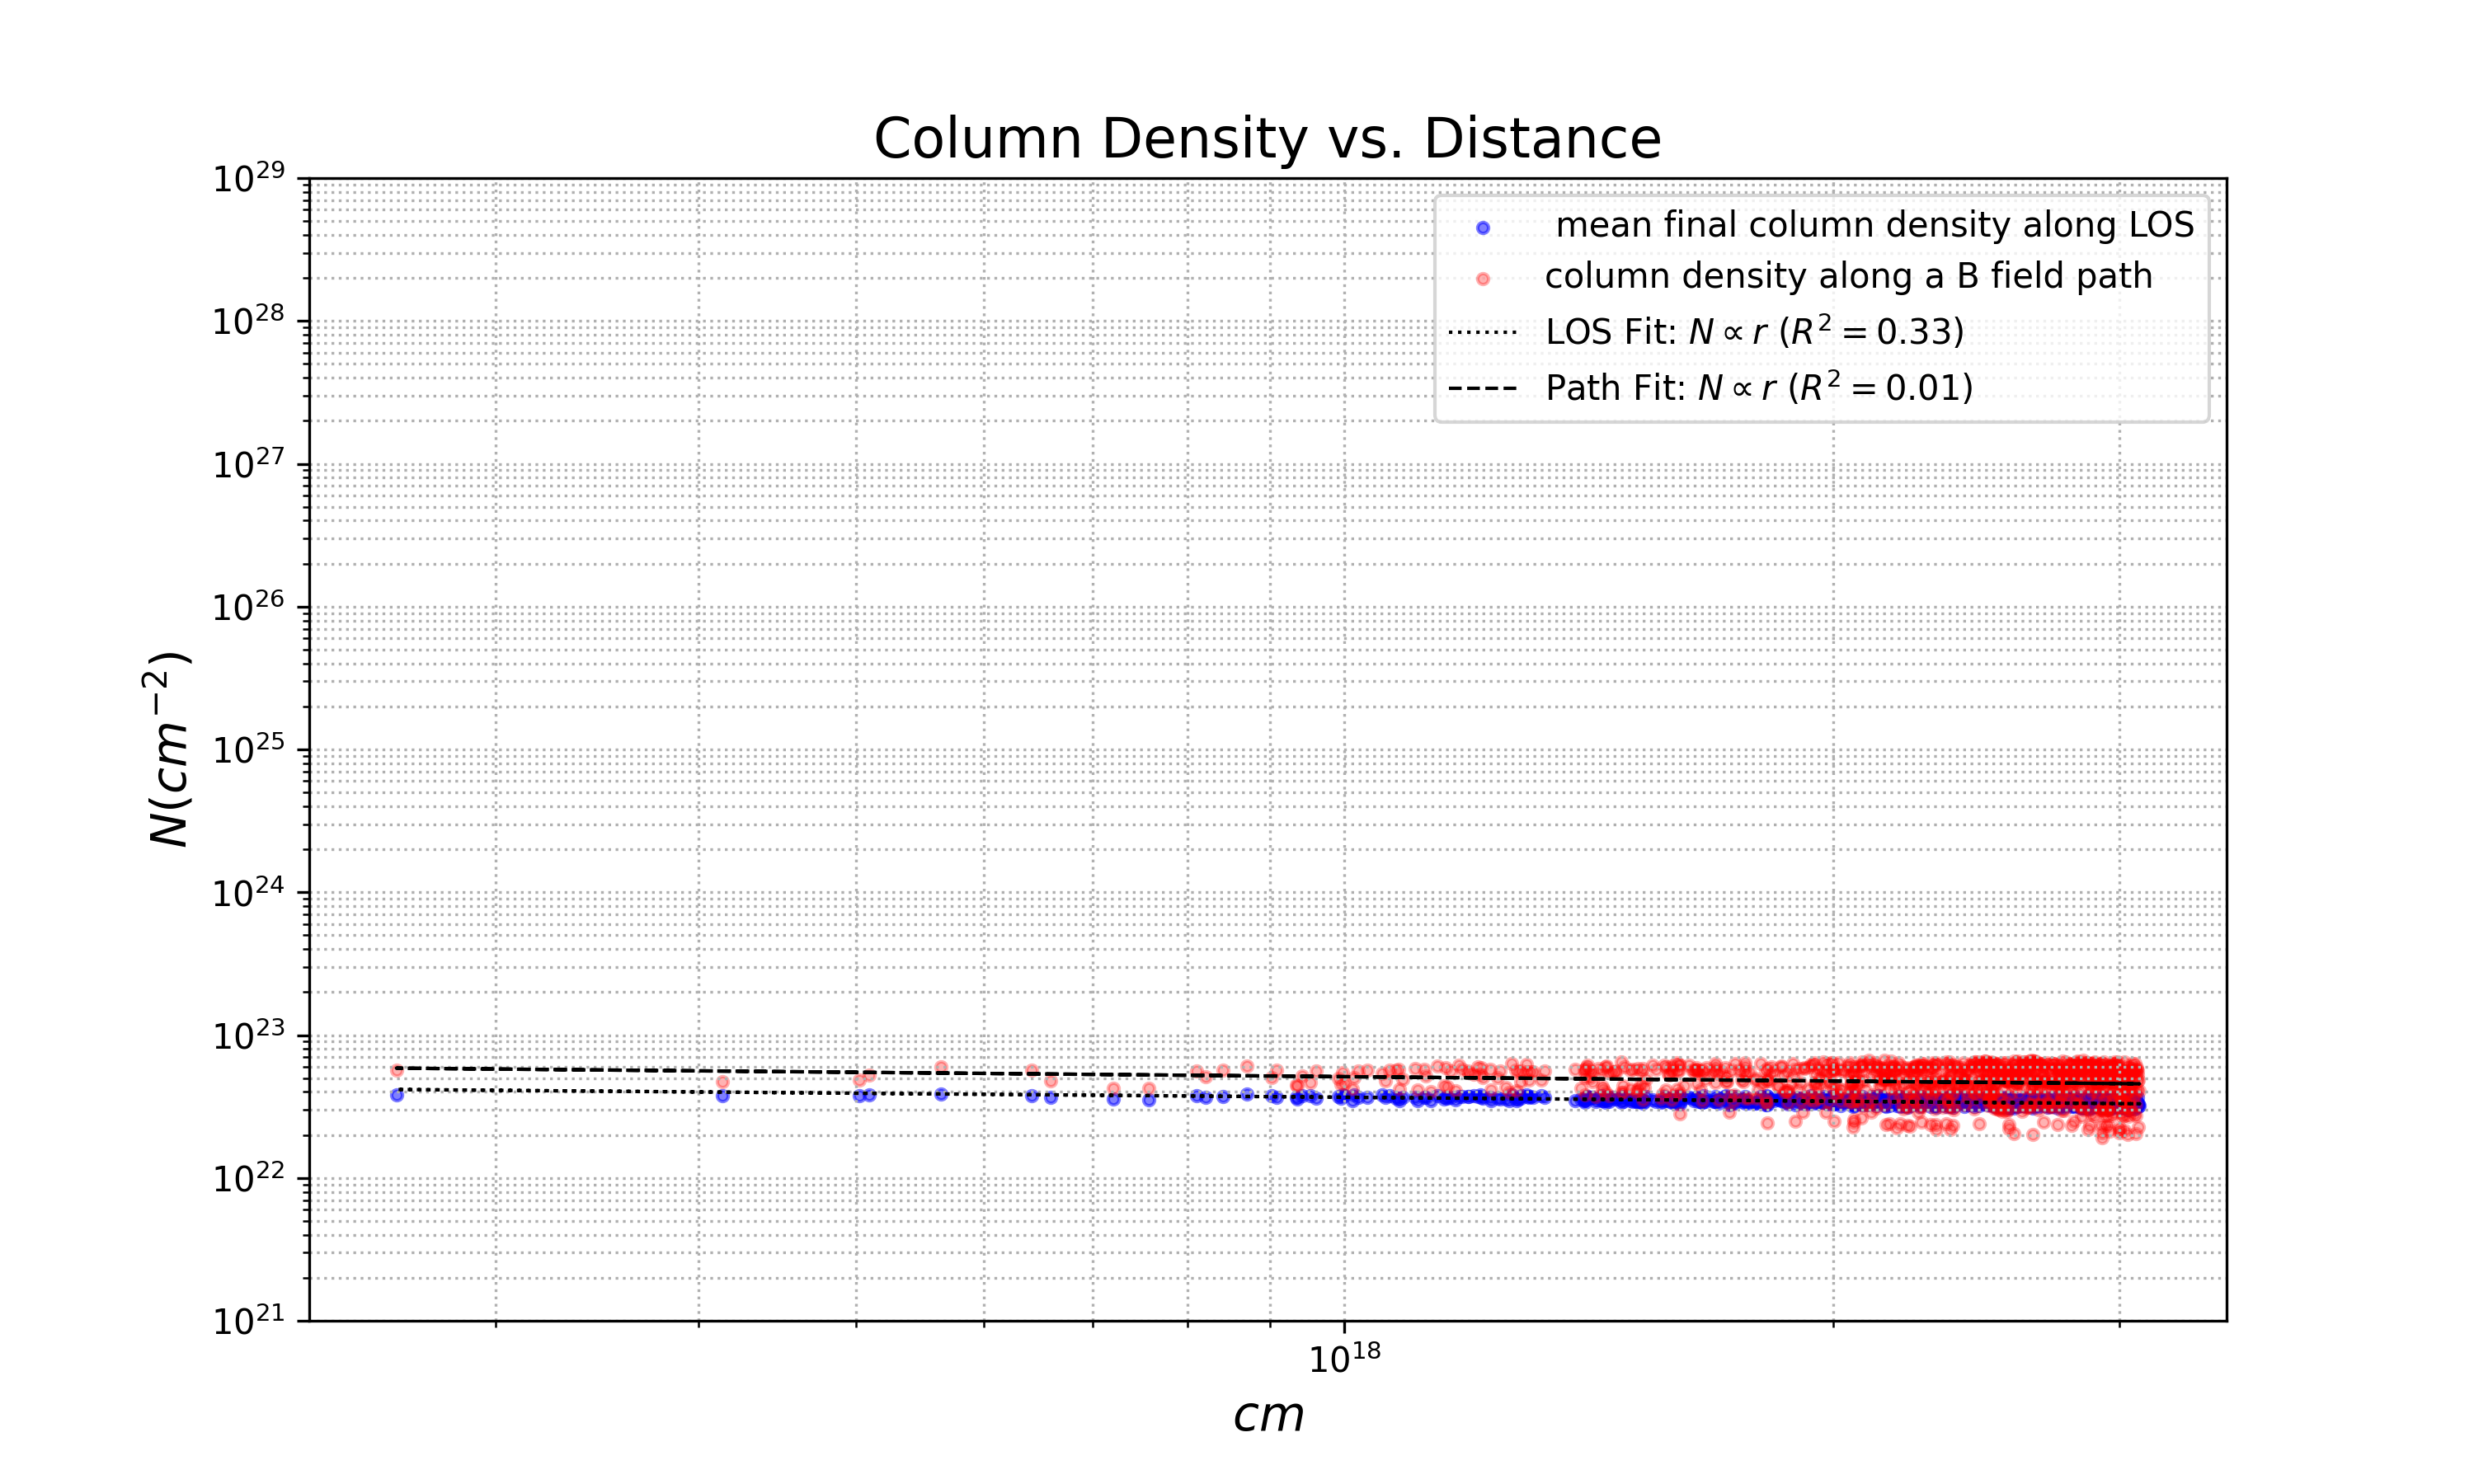 Column Density vs. Distance
10^29
10^28
10^27
10^26
10^25
10^24
10^23
10^22
10^21
N(cm^−2)
mean final column density along LOS
column density along a B field path
LOS Fit: N ∝ r (R^2 = 0.33)
Path Fit: N ∝ r (R^2 = 0.01)
10^18
cm